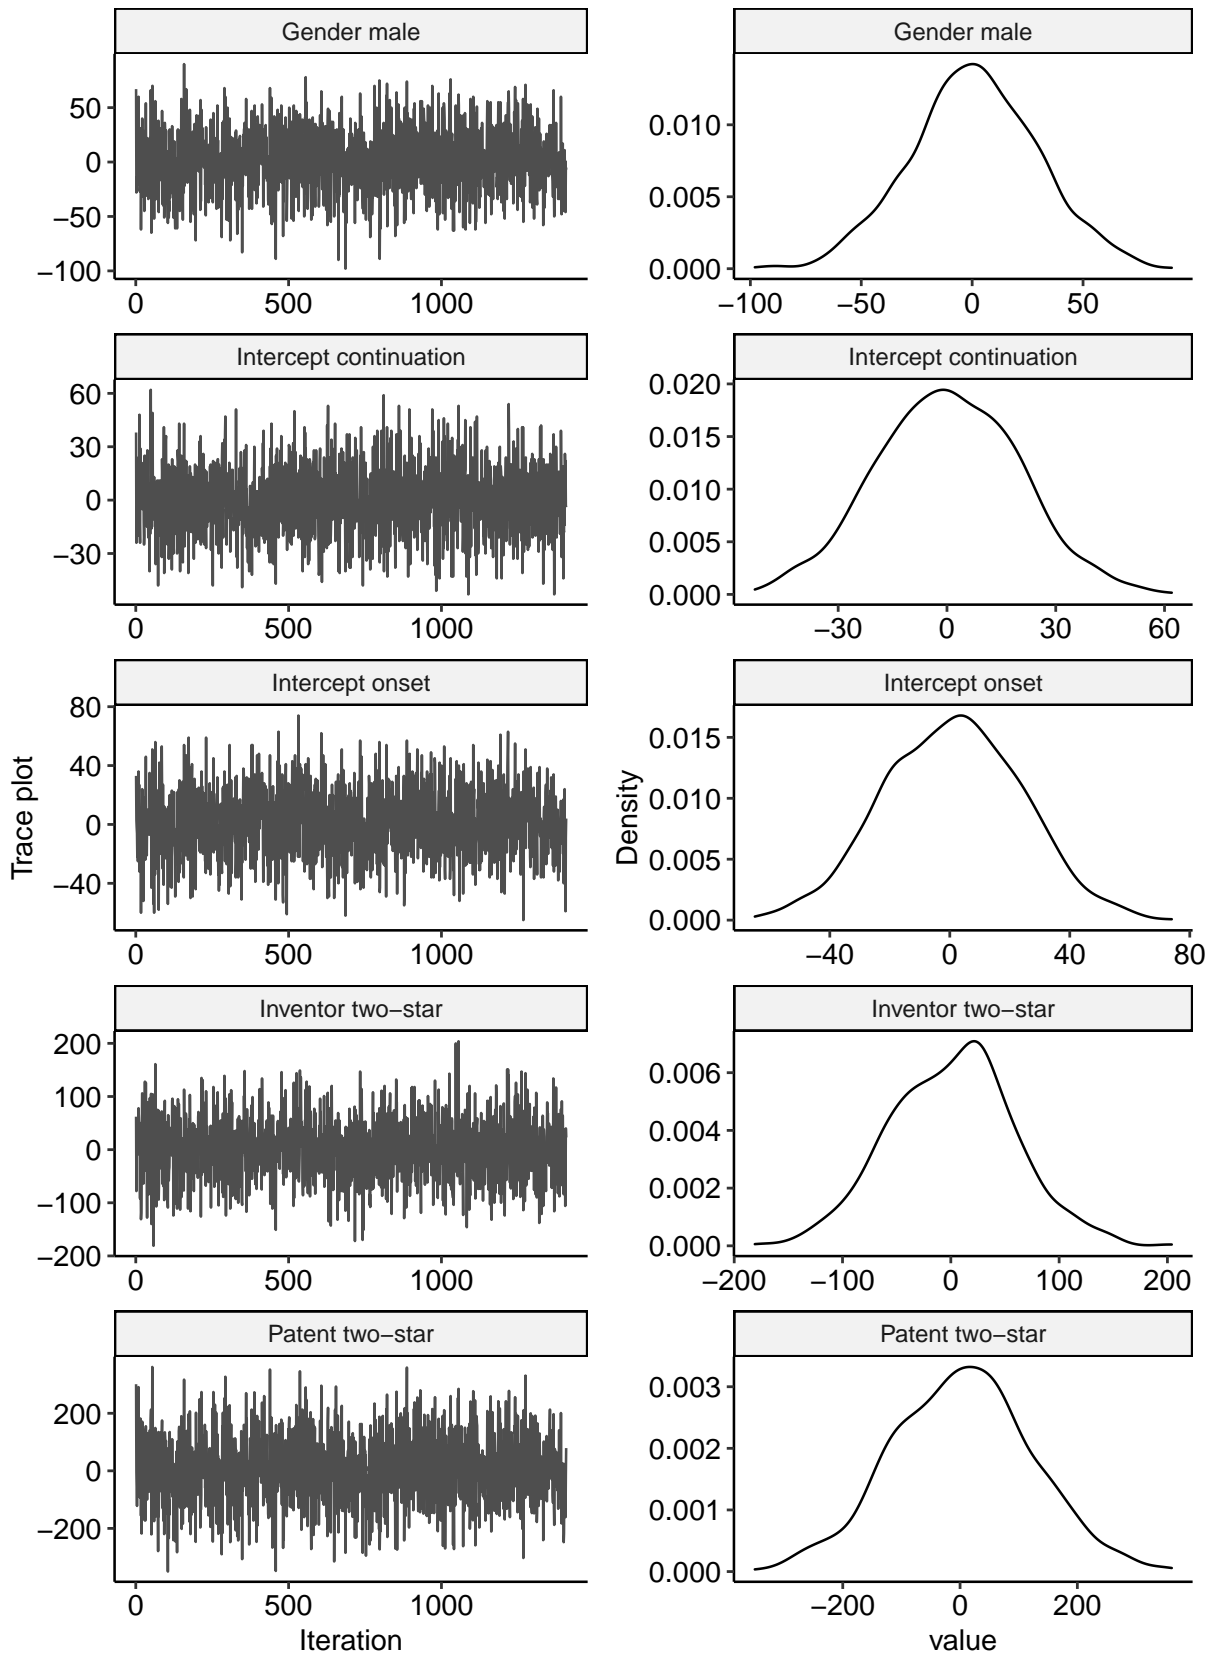 Gender male
Gender male
50
0
−50
−100
0.010
0.005
0.000
0 500 1000
−100 −50 0 50
Intercept continuation
Intercept continuation
60
30
0
−30
0.020
0.015
0.010
0.005
0.000
0 500 1000
−30 0 30 60
Intercept onset
Intercept onset
80
40
0
−40
0.015
0.010
0.005
0.000
0 500 1000
−40 0 40 80
Trace plot
Density
Inventor two−star
Inventor two−star
200
100
0
−100
−200
0.006
0.004
0.002
0.000
0 500 1000
−200 −100 0 100 200
Patent two−star
Patent two−star
200
0
−200
0.003
0.002
0.001
0.000
0 500 1000
−200 0 200
Iteration
value